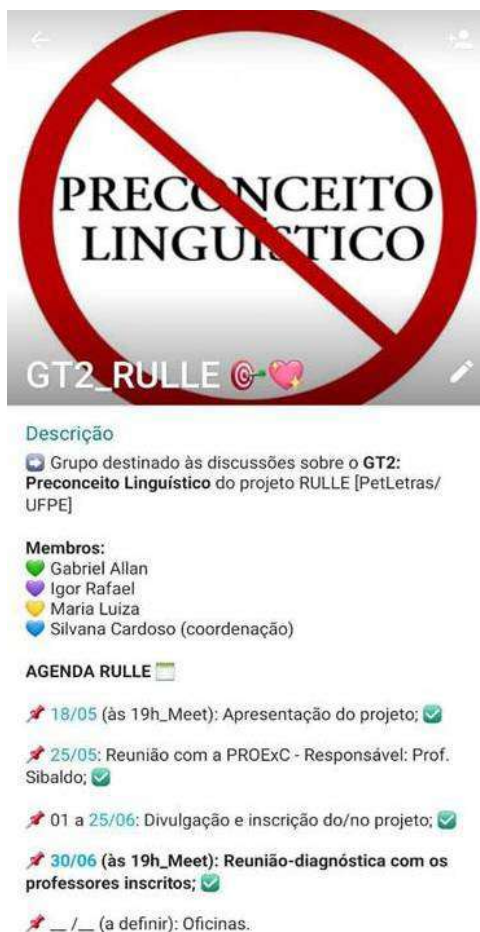 PRECONCEITO
LINGUÍSTICO
GT2_RULLE 🎯💘
Descrição
➡️ Grupo destinado às discussões sobre o GT2:
Preconceito Linguístico do projeto RULLE [PetLetras/
UFPE]
Membros:
💚 Gabriel Allan
💜 Igor Rafael
💛 Maria Luiza
💙 Silvana Cardoso (coordenação)
AGENDA RULLE 🗓️
📌 18/05 (às 19h_Meet): Apresentação do projeto; ✅
📌 25/05: Reunião com a PROExC - Responsável: Prof.
Sibaldo; ✅
📌 01 a 25/06: Divulgação e inscrição do/no projeto; ✅
📌 30/06 (às 19h_Meet): Reunião-diagnóstica com os
professores inscritos; ✅
📌 __ /__ (a definir): Oficinas.